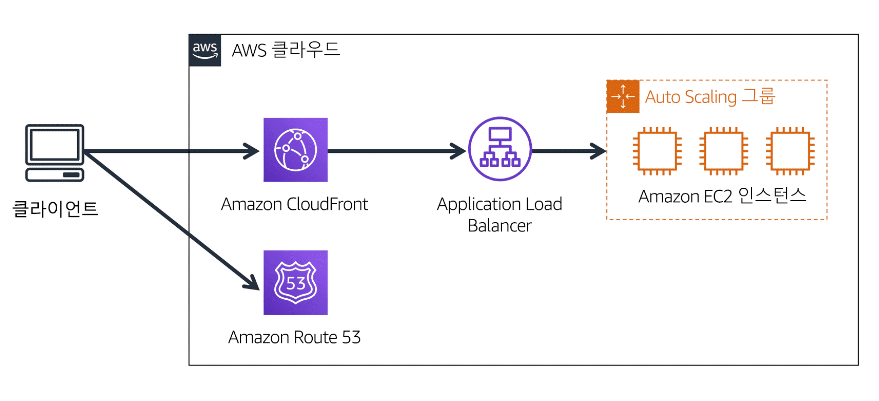 aws
AWS 클라우드
Auto Scaling 그룹
클라이언트
Amazon CloudFront
Application Load
Balancer
Amazon EC2 인스턴스
53
Amazon Route 53